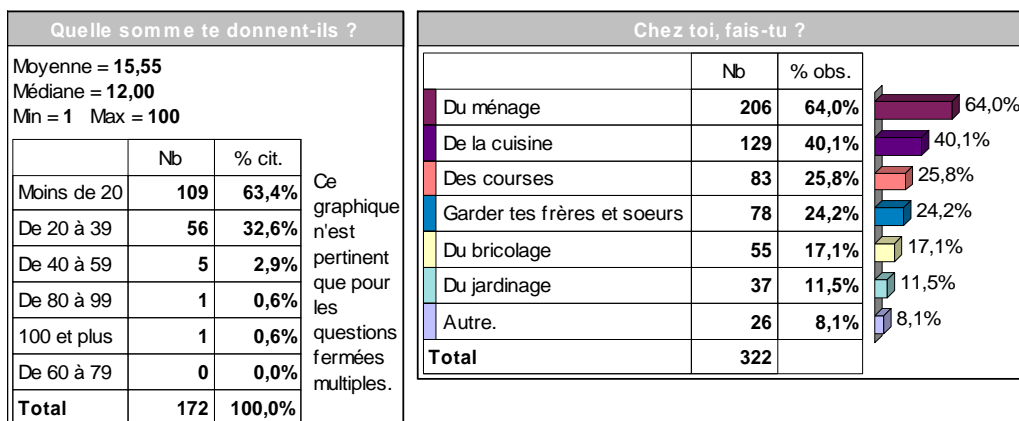 Quelle somme te donnent-ils ?
Moyenne = 15,55
Médiane = 12,00
Min = 1 Max = 100
Nb % cit.
Moins de 20 109 63,4%
De 20 à 39 56 32,6%
De 40 à 59 5 2,9%
De 80 à 99 1 0,6%
100 et plus 1 0,6%
De 60 à 79 0 0,0%
Total 172 100,0%
Ce
graphique
n'est
pertinent
que pour
les
questions
fermées
multiples.
Chez toi, fais-tu ?
Nb % obs.
Du ménage 206 64,0% 64,0%
De la cuisine 129 40,1% 40,1%
Des courses 83 25,8% 25,8%
Garder tes frères et soeurs 78 24,2% 24,2%
Du bricolage 55 17,1% 17,1%
Du jardinage 37 11,5% 11,5%
Autre. 26 8,1% 8,1%
Total 322